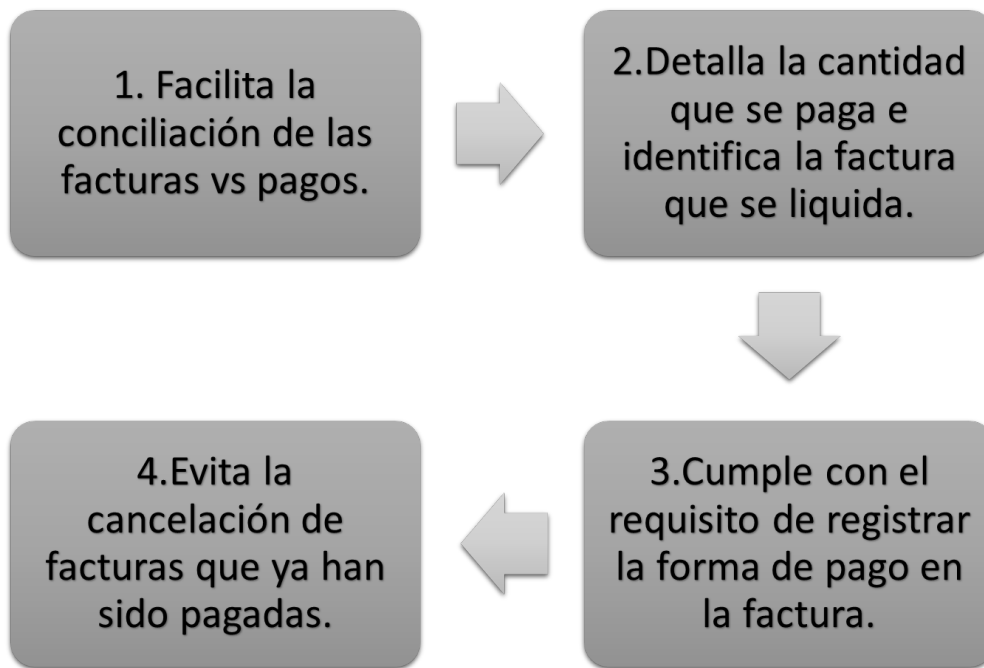 1. Facilita la
conciliación de las
facturas vs pagos.
2.Detalla la cantidad
que se paga e
identifica la factura
que se liquida.
3.Cumple con el
requisito de registrar
la forma de pago en
la factura.
4.Evita la
cancelación de
facturas que ya han
sido pagadas.